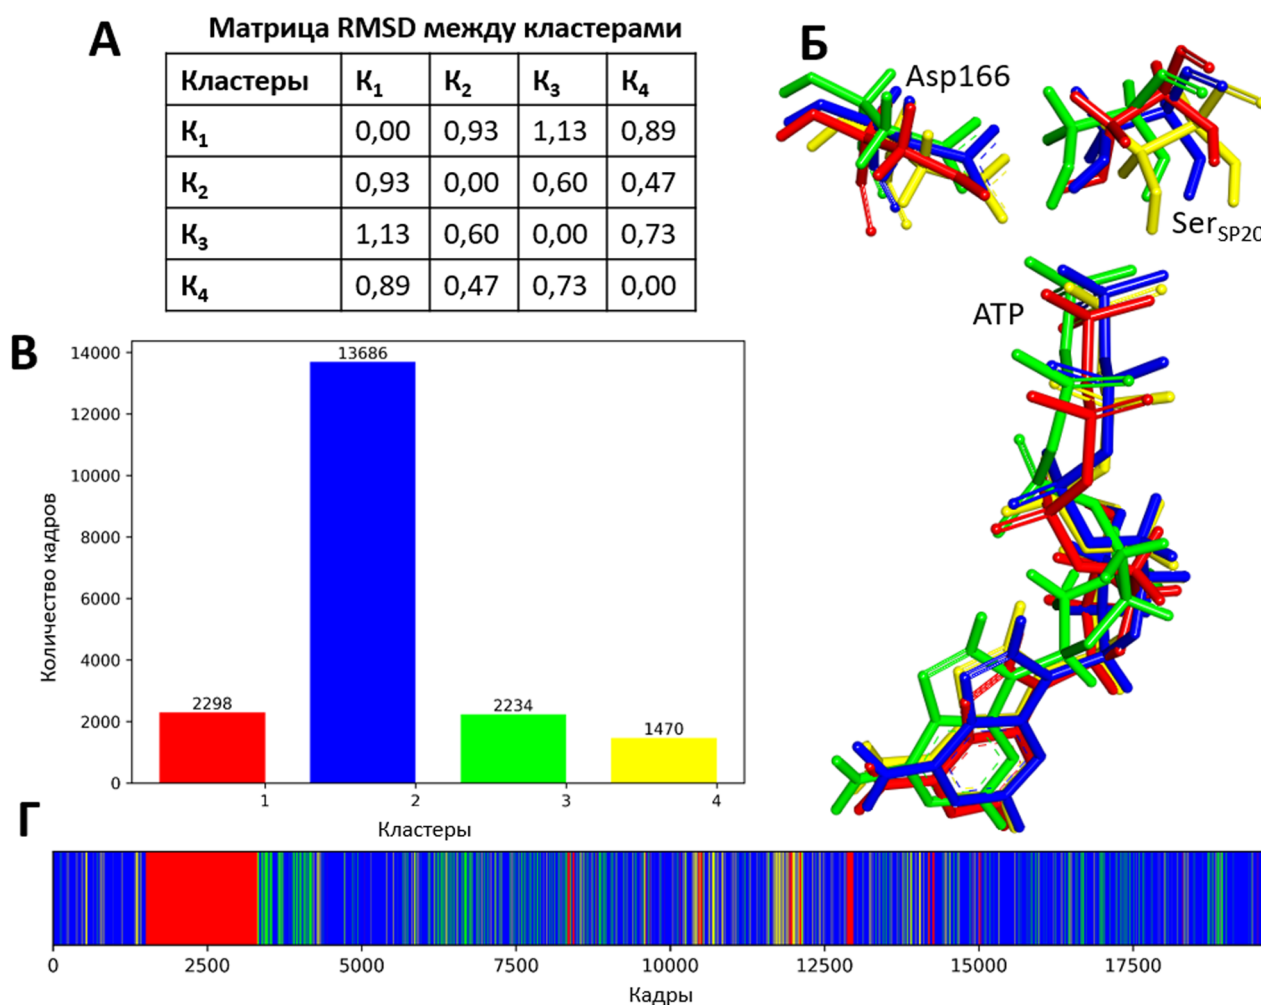 А
Матрица RMSD между кластерами
Кластеры К1 К2 К3 К4
К1 0,00 0,93 1,13 0,89
К2 0,93 0,00 0,60 0,47
К3 1,13 0,60 0,00 0,73
К4 0,89 0,47 0,73 0,00
Б
Asp166
SerSP20
ATP
В
Количество кадров
14000
12000
10000
8000
6000
4000
2000
0
2298
13686
2234
1470
1 2 3 4
Кластеры
Г
0 2500 5000 7500 10000 12500 15000 17500
Кадры